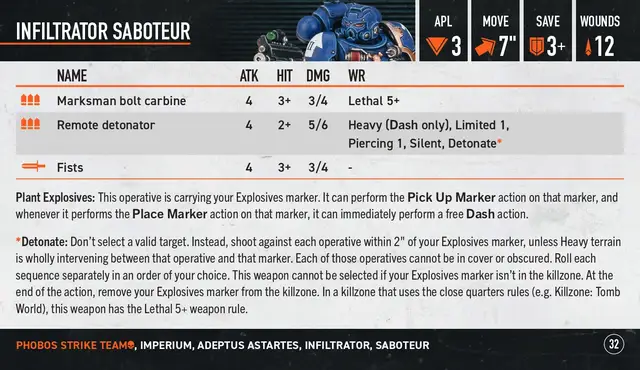 INFILTRATOR SABOTEUR
APL 3
MOVE 7"
SAVE 3+
WOUNDS 12
NAME ATK HIT DMG WR
Marksman bolt carbine 4 3+ 3/4 Lethal 5+
Remote detonator 4 2+ 5/6 Heavy (Dash only), Limited 1,
Piercing 1, Silent, Detonate*
Fists 4 3+ 3/4 -
Plant Explosives: This operative is carrying your Explosives marker. It can perform the Pick Up Marker action on that marker, and
whenever it performs the Place Marker action on that marker, it can immediately perform a free Dash action.
*Detonate: Don't select a valid target. Instead, shoot against each operative within 2" of your Explosives marker, unless Heavy terrain
is wholly intervening between that operative and that marker. Each of those operatives cannot be in cover or obscured. Roll each
sequence separately in an order of your choice. This weapon cannot be selected if your Explosives marker isn't in the killzone. At the
end of the action, remove your Explosives marker from the killzone. In a killzone that uses the close quarters rules (e.g. Killzone: Tomb
World), this weapon has the Lethal 5+ weapon rule.
PHOBOS STRIKE TEAM, IMPERIUM, ADEPTUS ASTARTES, INFILTRATOR, SABOTEUR
32